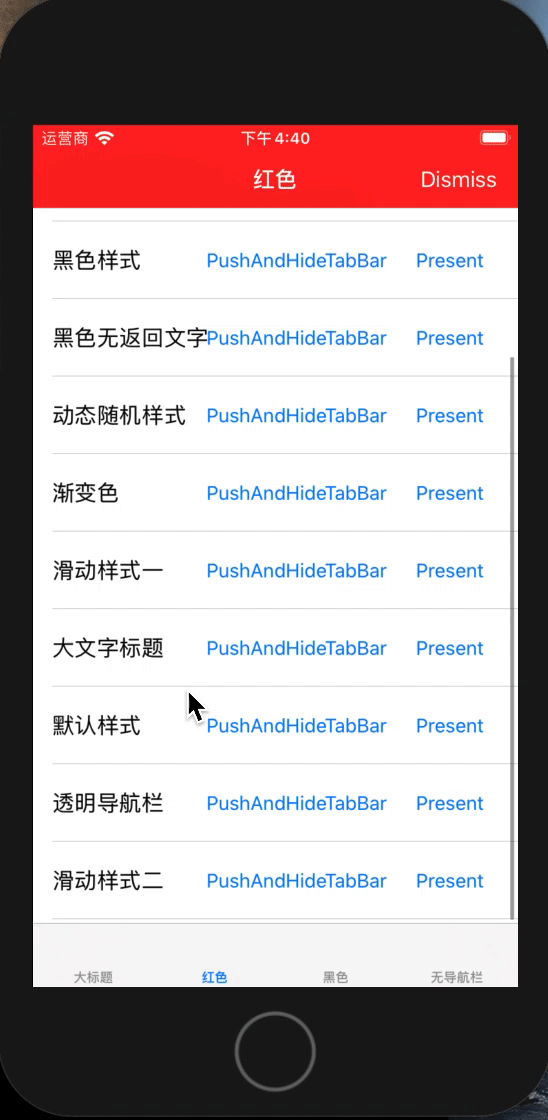 运营商 下午4:40
红色 Dismiss
黑色样式 PushAndHideTabBar Present
黑色无返回文字 PushAndHideTabBar Present
动态随机样式 PushAndHideTabBar Present
渐变色 PushAndHideTabBar Present
滑动样式一 PushAndHideTabBar Present
大文字标题 PushAndHideTabBar Present
默认样式 PushAndHideTabBar Present
透明导航栏 PushAndHideTabBar Present
滑动样式二 PushAndHideTabBar Present
大标题 红色 黑色 无导航栏